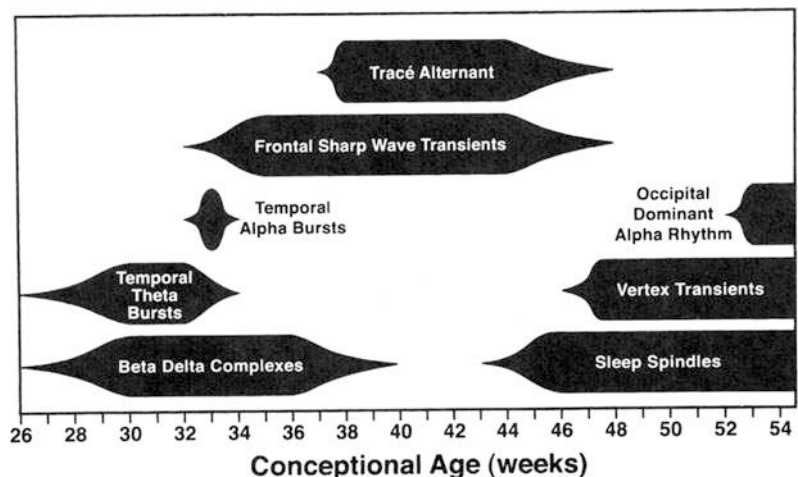 Tracé Alternant
Frontal Sharp Wave Transients
Temporal
Alpha Bursts
Occipital
Dominant
Alpha Rhythm
Temporal
Theta
Bursts
Vertex Transients
Beta Delta Complexes
Sleep Spindles
26 28 30 32 34 36 38 40 42 44 46 48 50 52 54
Conceptional Age (weeks)